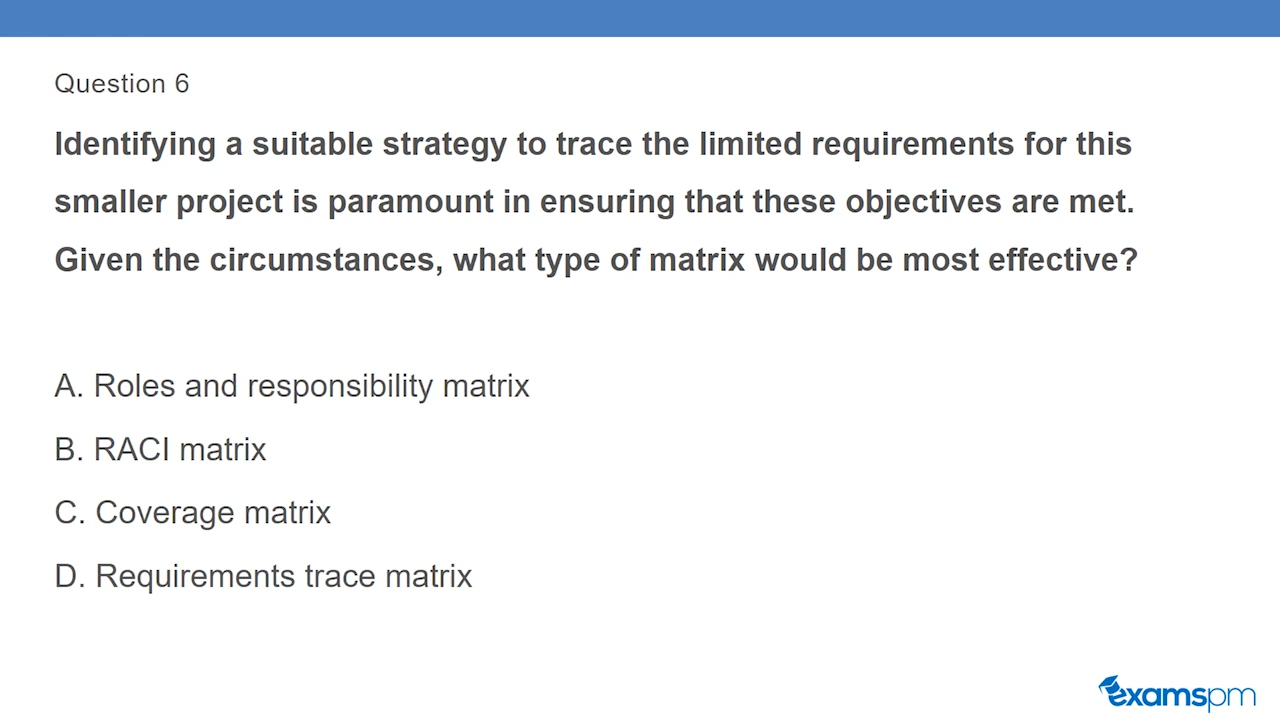 Question 6
Identifying a suitable strategy to trace the limited requirements for this
smaller project is paramount in ensuring that these objectives are met.
Given the circumstances, what type of matrix would be most effective?
A. Roles and responsibility matrix
B. RACI matrix
C. Coverage matrix
D. Requirements trace matrix
examspm